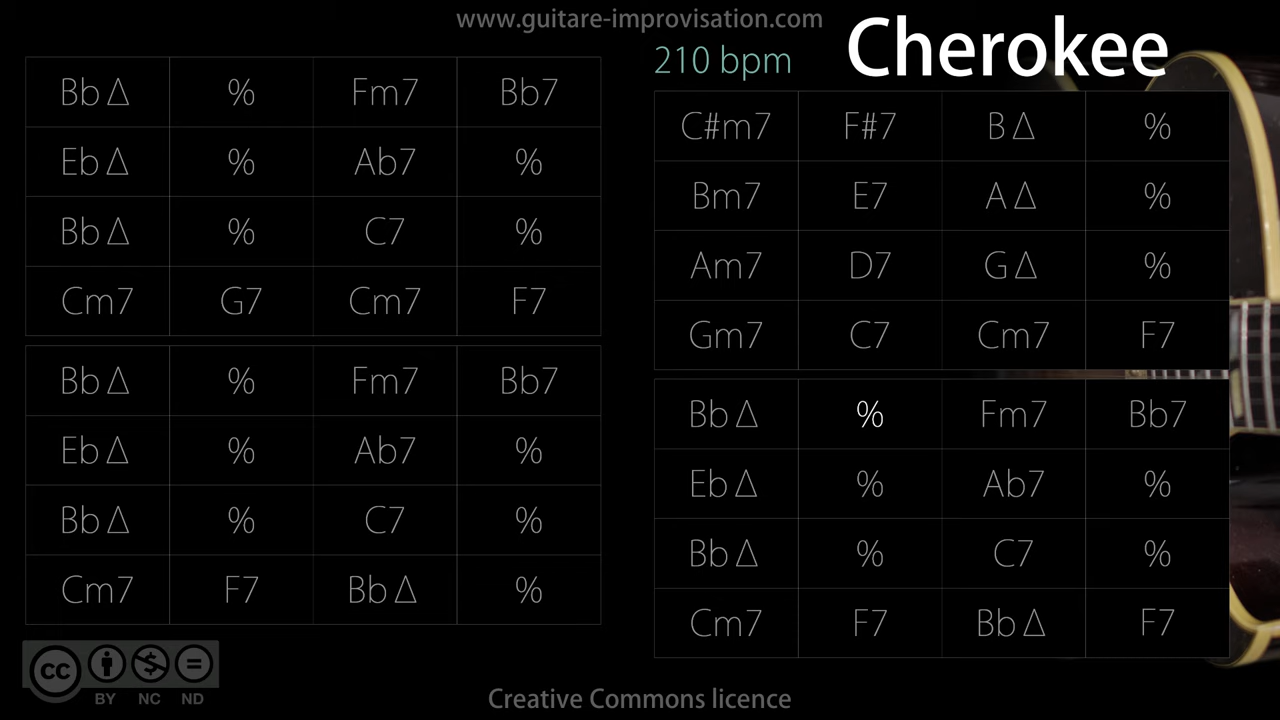 www.guitare-improvisation.com
210 bpm
Cherokee
Bb Δ % Fm7 Bb7
Eb Δ % Ab7 %
Bb Δ % C7 %
Cm7 G7 Cm7 F7
Bb Δ % Fm7 Bb7
Eb Δ % Ab7 %
Bb Δ % C7 %
Cm7 F7 Bb Δ %
C#m7 F#7 B Δ %
Bm7 E7 A Δ %
Am7 D7 G Δ %
Gm7 C7 Cm7 F7
Bb Δ % Fm7 Bb7
Eb Δ % Ab7 %
Bb Δ % C7 %
Cm7 F7 Bb Δ F7
cc
BY NC ND
Creative Commons licence